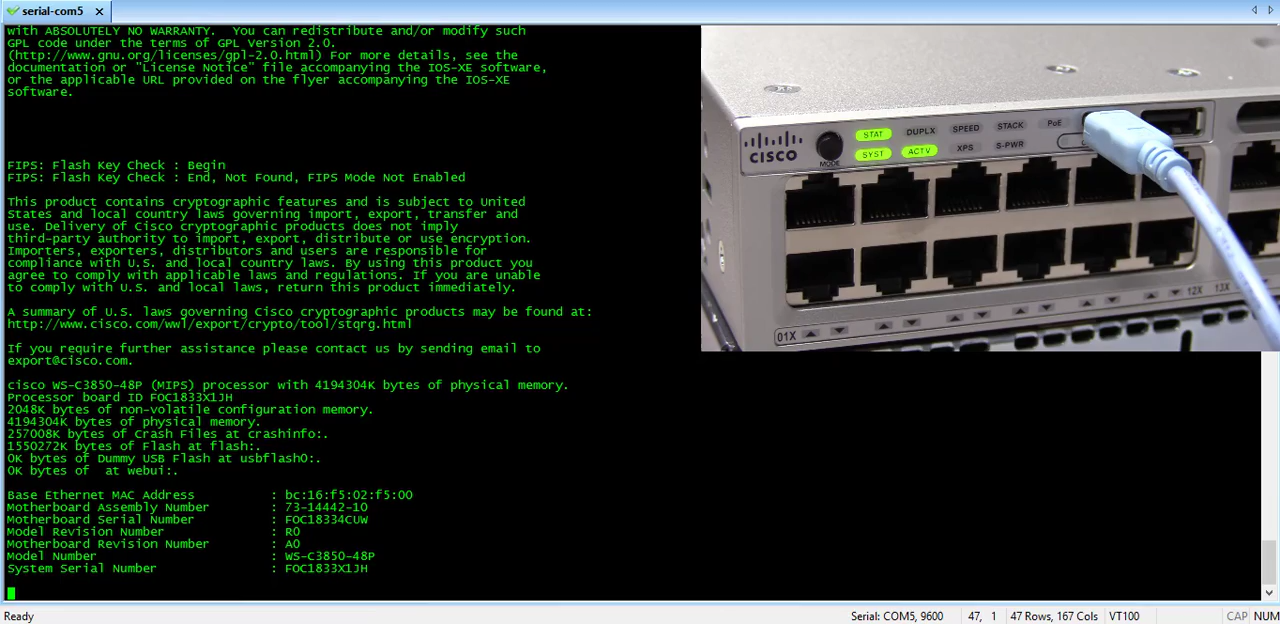 serial-com5
with ABSOLUTELY NO WARRANTY.  You can redistribute and/or modify such
GPL code under the terms of GPL Version 2.0.
(http://www.gnu.org/licenses/gpl-2.0.html) For more details, see the
documentation or "License Notice" file accompanying the IOS-XE software,
or the applicable URL provided on the flyer accompanying the IOS-XE
software.
FIPS: Flash Key Check : Begin
FIPS: Flash Key Check : End, Not Found, FIPS Mode Not Enabled
This product contains cryptographic features and is subject to United
States and local country laws governing import, export, transfer and
use. Delivery of Cisco cryptographic products does not imply
third-party authority to import, export, distribute or use encryption.
Importers, exporters, distributors and users are responsible for
compliance with U.S. and local country laws. By using this product you
agree to comply with applicable laws and regulations. If you are unable
to comply with U.S. and local laws, return this product immediately.
A summary of U.S. laws governing Cisco cryptographic products may be found at:
http://www.cisco.com/wwl/export/crypto/tool/stqrg.html
If you require further assistance please contact us by sending email to
export@cisco.com.
cisco WS-C3850-48P (MIPS) processor with 4194304K bytes of physical memory.
Processor board ID FOC1833X1JH
2048K bytes of non-volatile configuration memory.
4194304K bytes of physical memory.
257008K bytes of Crash Files at crashinfo:.
1550272K bytes of Flash at flash:.
0K bytes of Dummy USB Flash at usbflash0:.
0K bytes of  at webui:.
Base Ethernet MAC Address : bc:16:f5:02:f5:00
Motherboard Assembly Number : 73-14442-10
Motherboard Serial Number : FOC18334CUW
Model Revision Number : R0
Motherboard Revision Number : A0
Model Number : WS-C3850-48P
System Serial Number : FOC1833X1JH
CISCO
MODE
STAT DUPLX SPEED STACK PoE
SYST ACTV XPS S-PWR
01X 12X 13X
Ready Serial: COM5, 9600 47, 1 47 Rows, 167 Cols VT100 CAP NUM